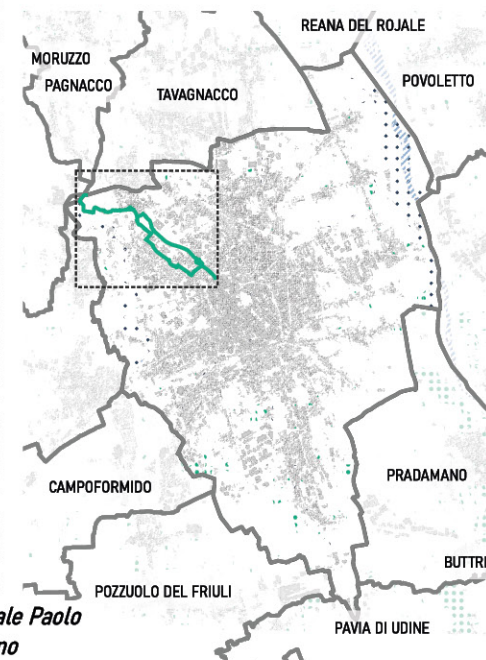 REANA DEL ROJALE
MORUZZO
POVOLETTO
PAGNACCO
TAVAGNACCO
CAMPOFORMIDO
PRADAMANO
BUTTRI
POZZUOLO DEL FRIULI
ale Paolo
no
PAVIA DI UDINE